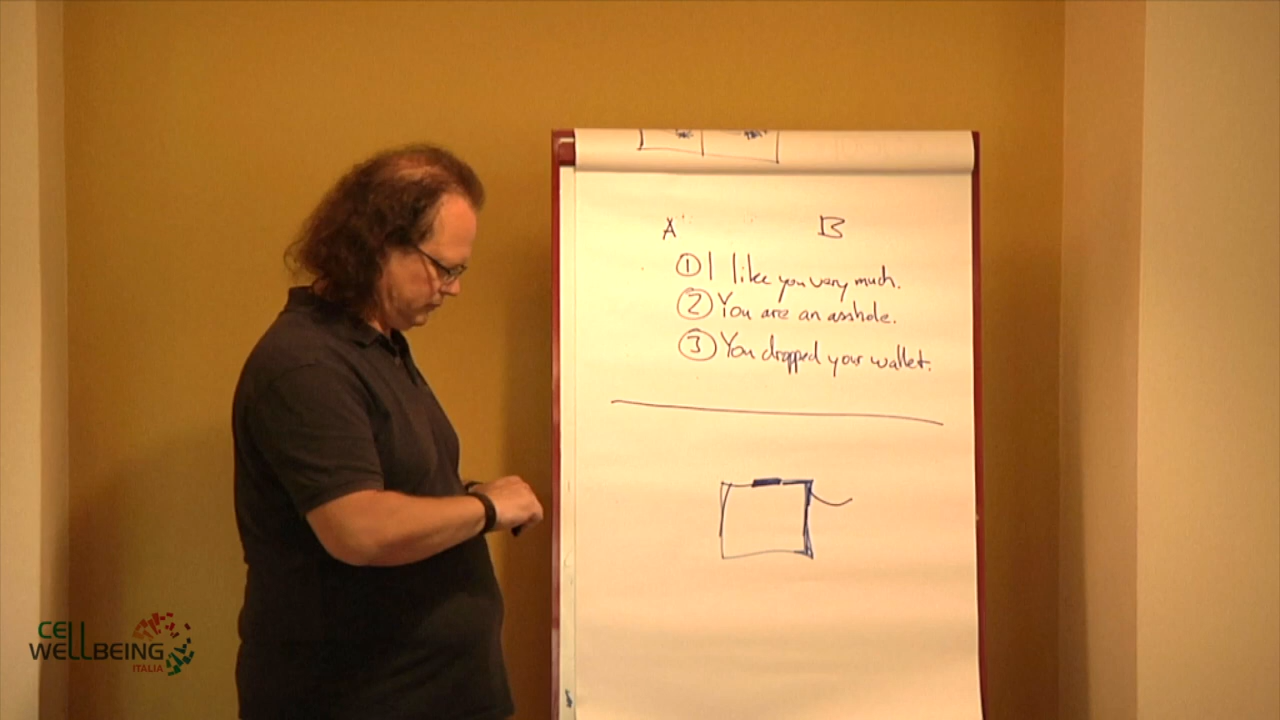 A B
① I like you very much.
② You are an asshole.
③ You dropped your wallet.
CELL
WELLBEING
ITALIA